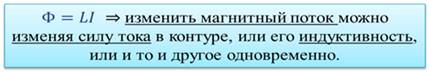 Φ = LI ⇒ изменить магнитный поток можно
изменяя силу тока в контуре, или его индуктивность,
или и то и другое одновременно.